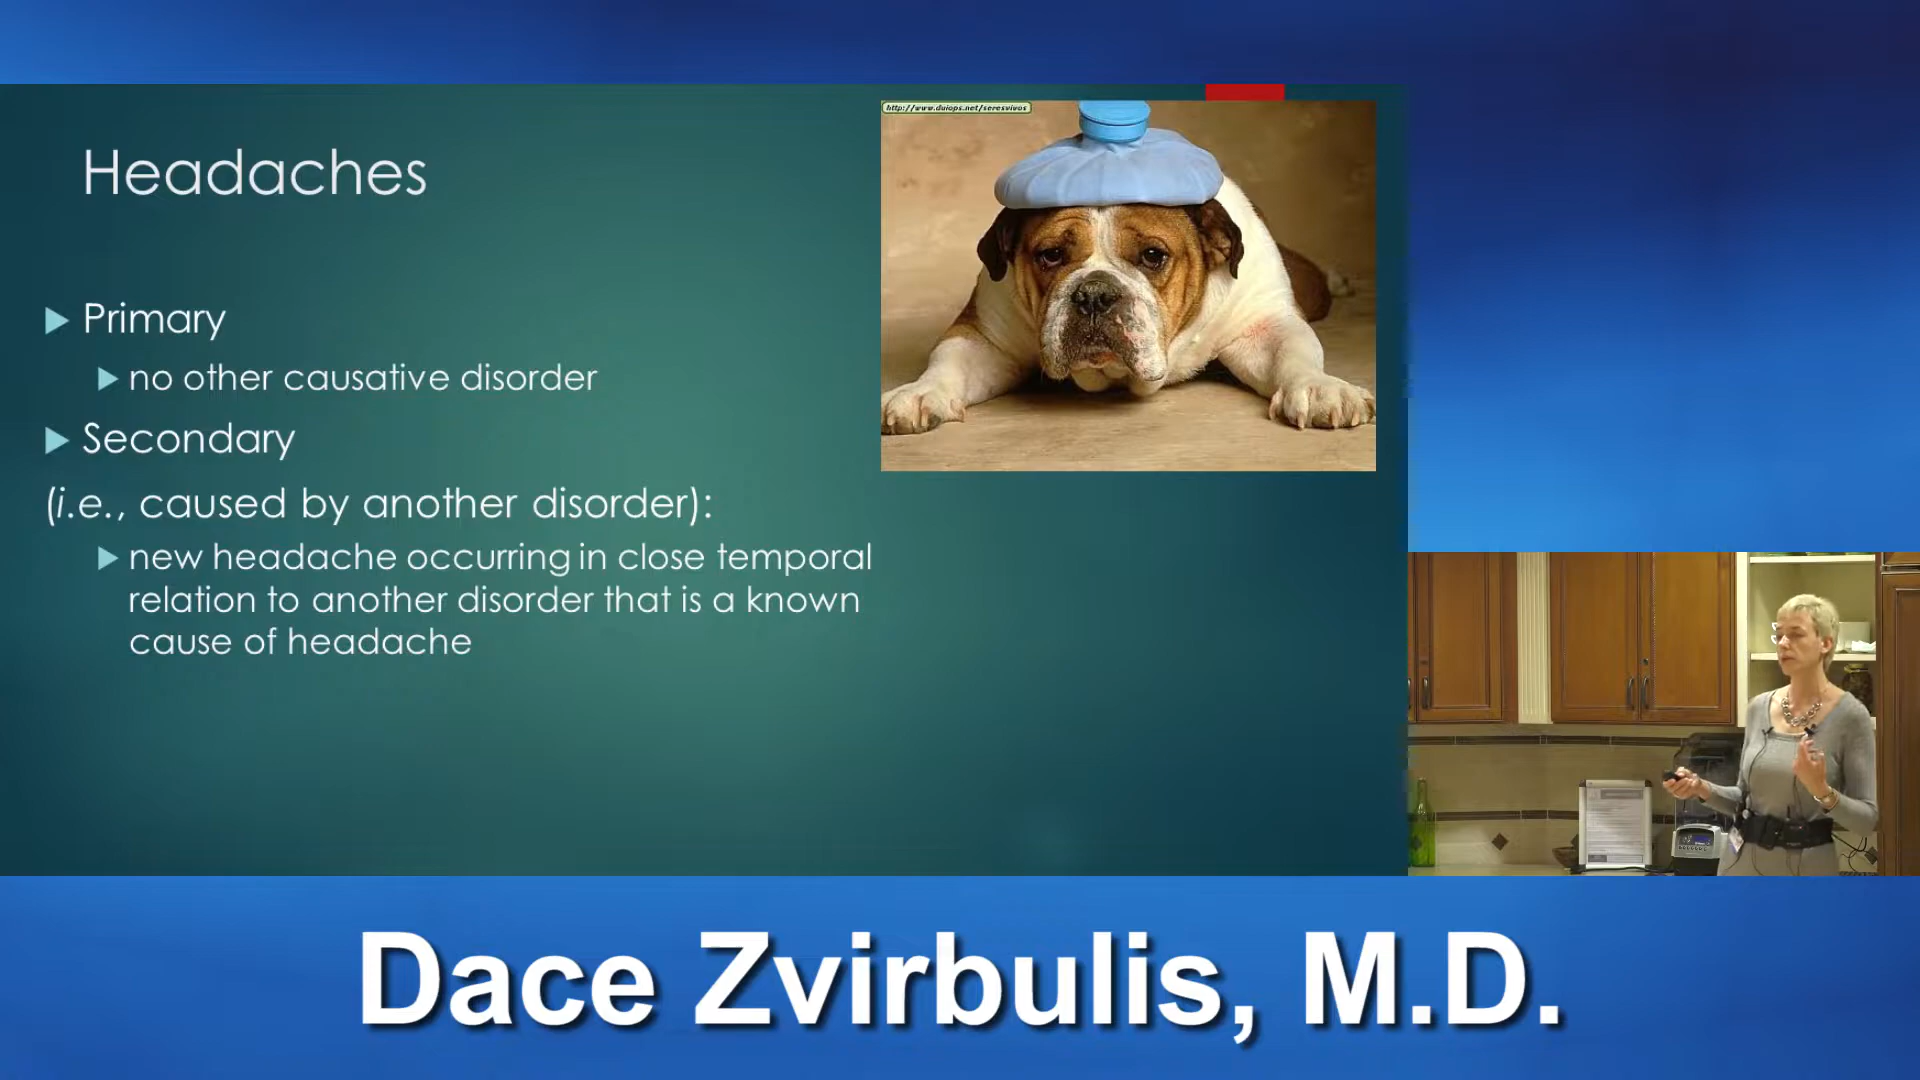 http://www.duiops.net/seresvivos
Headaches
Primary
no other causative disorder
Secondary
(i.e., caused by another disorder):
new headache occurring in close temporal
relation to another disorder that is a known
cause of headache
Dace Zvirbulis, M.D.